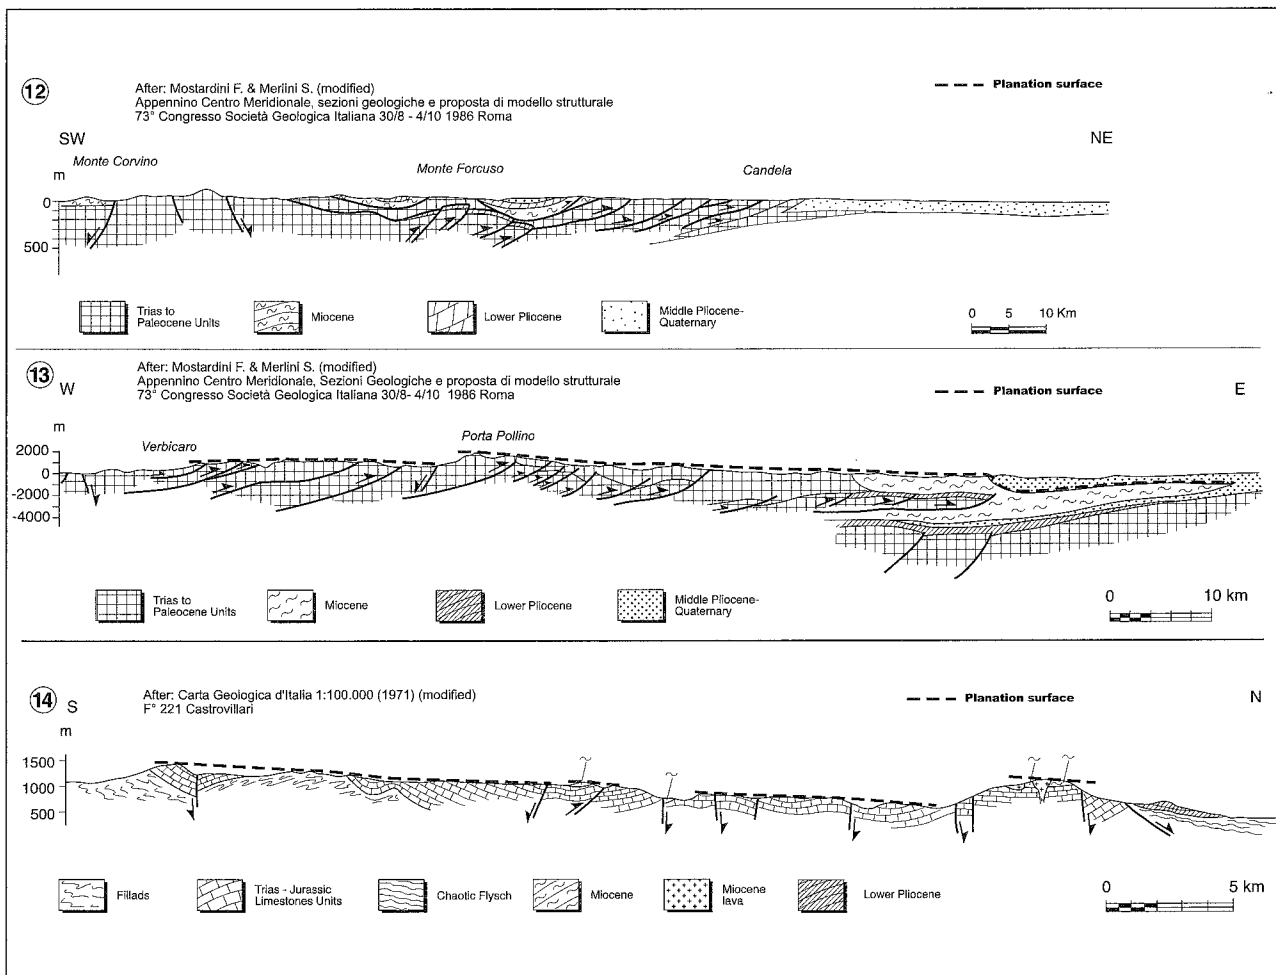 12
After: Mostardini F. & Merlini S. (modified)
Appennino Centro Meridionale, sezioni geologiche e proposta di modello strutturale
73° Congresso Società Geologica Italiana 30/8 - 4/10 1986 Roma
Planation surface
SW
NE
Monte Corvino
Monte Forcuso
Candela
m
0
500
Trias to
Paleocene Units
Miocene
Lower Pliocene
Middle Pliocene-
Quaternary
0 5 10 Km
13
After: Mostardini F. & Merlini S. (modified)
Appennino Centro Meridionale, Sezioni Geologiche e proposta di modello strutturale
73° Congresso Società Geologica Italiana 30/8- 4/10 1986 Roma
Planation surface
W
E
m
Verbicaro
Porta Pollino
2000
0
-2000
-4000
Trias to
Paleocene Units
Miocene
Lower Pliocene
Middle Pliocene-
Quaternary
0 10 km
14
After: Carta Geologica d'Italia 1:100.000 (1971) (modified)
F° 221 Castrovillari
Planation surface
S
N
m
1500
1000
500
Fillads
Trias - Jurassic
Limestones Units
Chaotic Flysch
Miocene
Miocene
lava
Lower Pliocene
0 5 km